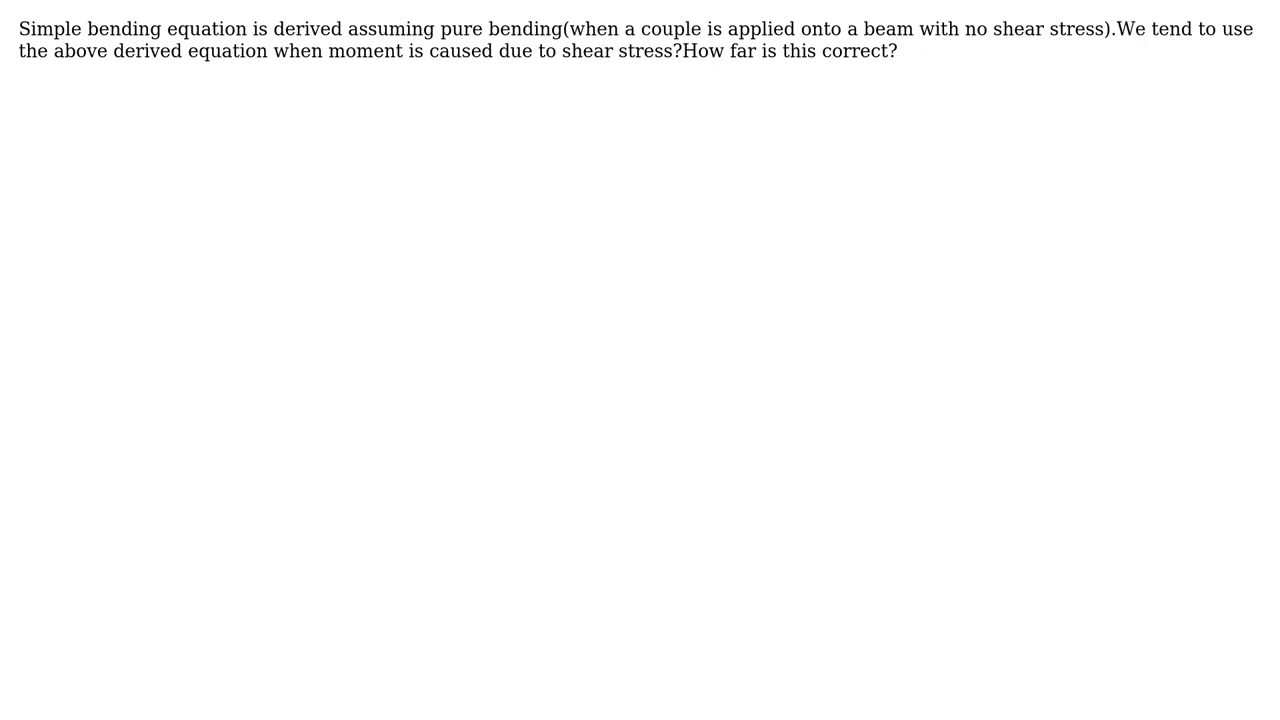 Simple bending equation is derived assuming pure bending(when a couple is applied onto a beam with no shear stress).We tend to use
the above derived equation when moment is caused due to shear stress?How far is this correct?